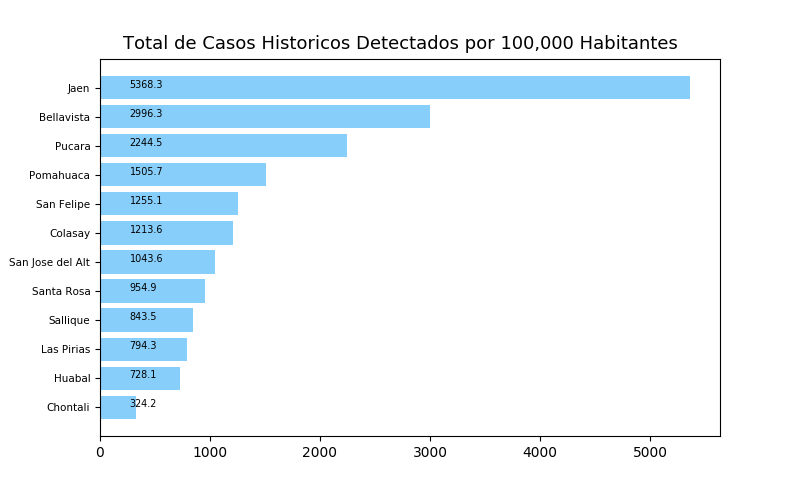 Total de Casos Historicos Detectados por 100,000 Habitantes
Jaen 5368.3
Bellavista 2996.3
Pucara 2244.5
Pomahuaca 1505.7
San Felipe 1255.1
Colasay 1213.6
San Jose del Alt 1043.6
Santa Rosa 954.9
Sallique 843.5
Las Pirias 794.3
Huabal 728.1
Chontali 324.2
0 1000 2000 3000 4000 5000